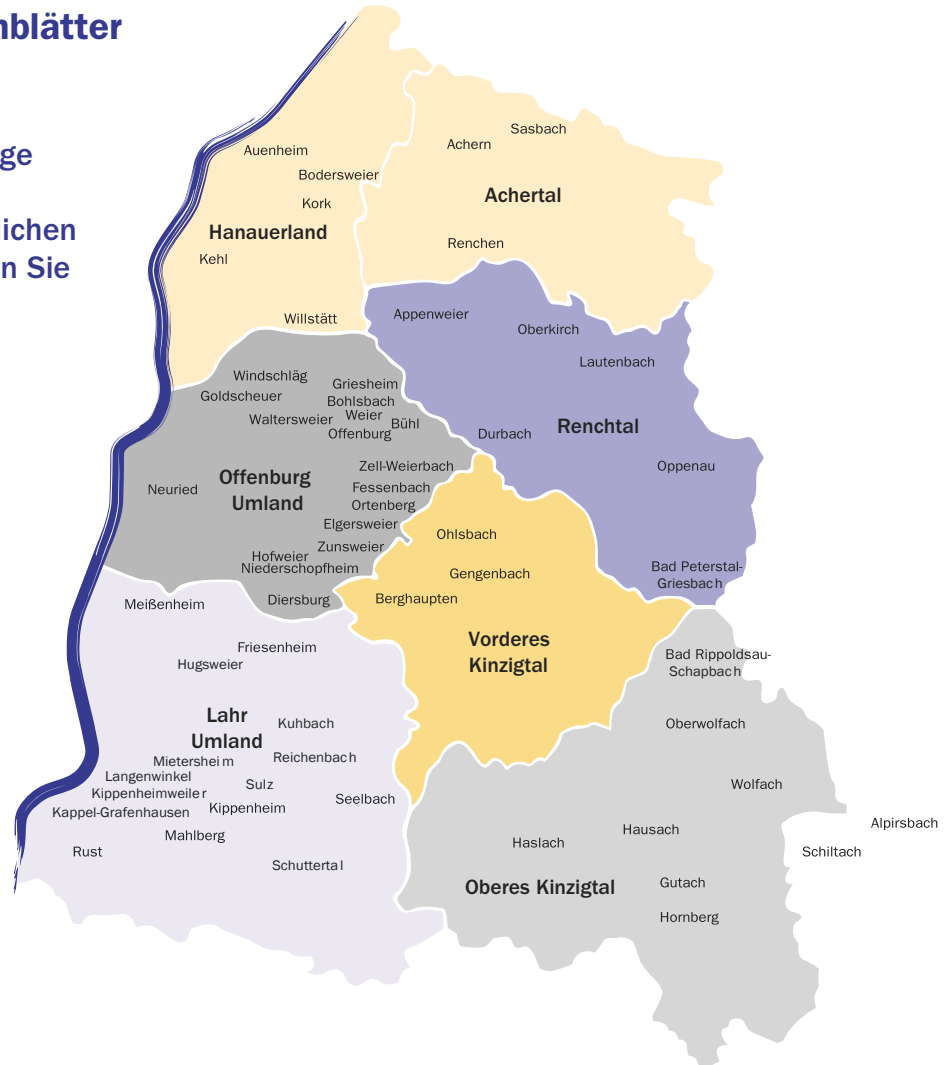 nblätter
ge
lichen
n Sie
Sasbach
Achern
Auenheim
Bodersweier
Achertal
Kork
Hanauerland
Renchen
Kehl
Appenweier
Willstätt
Oberkirch
Lautenbach
Windschläg
Griesheim
Goldscheuer
Bohlsbach
Weier
Waltersweier
Bühl
Offenburg
Durbach
Renchtal
Zell-Weierbach
Oppenau
Offenburg
Umland
Neuried
Fessenbach
Ortenberg
Elgersweier
Ohlsbach
Zunsweier
Hofweier
Niederschopfheim
Bad Peterstal-
Griesbach
Gengenbach
Berghaupten
Diersburg
Meißenheim
Vorderes
Kinzigtal
Friesenheim
Hugsweier
Bad Rippoldsau-
Schapbach
Lahr
Umland
Kuhbach
Oberwolfach
Reichenbach
Mietersheim
Langenwinkel
Sulz
Wolfach
Kippenheimweiler
Seelbach
Kippenheim
Kappel-Grafenhausen
Alpirsbach
Mahlberg
Hausach
Haslach
Rust
Schiltach
Schuttertal
Gutach
Oberes Kinzigtal
Hornberg